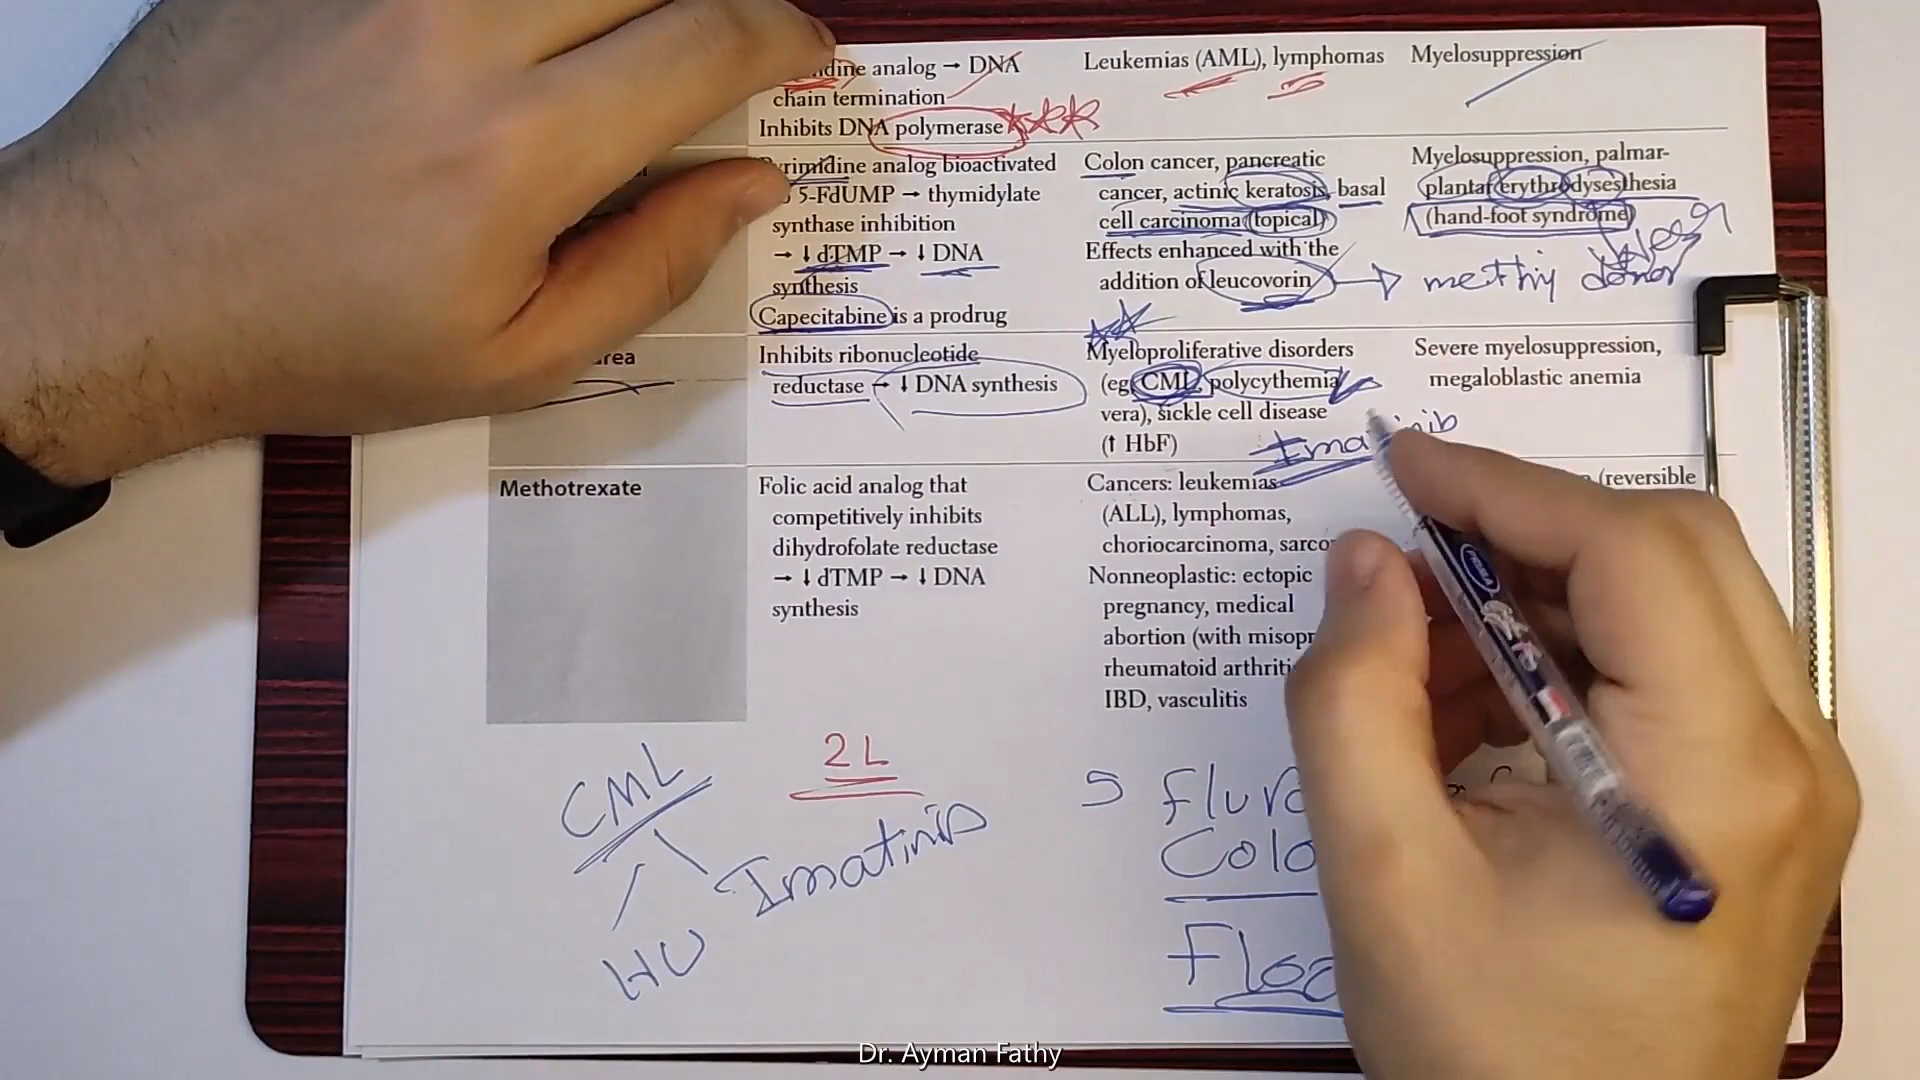 analog → DNA
chain termination
Inhibits DNA polymerase
Leukemias (AML), lymphomas
Myelosuppression
analog bioactivated
5-FdUMP → thymidylate
synthase inhibition
→ ↓ dTMP → ↓ DNA
synthesis
Capecitabine is a prodrug
Colon cancer, pancreatic
cancer, actinic keratosis, basal
cell carcinoma (topical)
Effects enhanced with the
addition of leucovorin
Myelosuppression, palmar-
plantar erythrodysesthesia
(hand-foot syndrome)
methy donor
Inhibits ribonucleotide
reductase → ↓ DNA synthesis
Myeloproliferative disorders
(eg, CML, polycythemia
vera), sickle cell disease
(↑ HbF)
Severe myelosuppression,
megaloblastic anemia
Methotrexate
Folic acid analog that
competitively inhibits
dihydrofolate reductase
→ ↓ dTMP → ↓ DNA
synthesis
Cancers: leukemias
(ALL), lymphomas,
choriocarcinoma,
Nonneoplastic: ectopic
pregnancy, medical
abortion (with
rheumatoid
IBD, vasculitis
(reversible
2L
CML
Imatinib
HU
5
Dr. Ayman Fathy